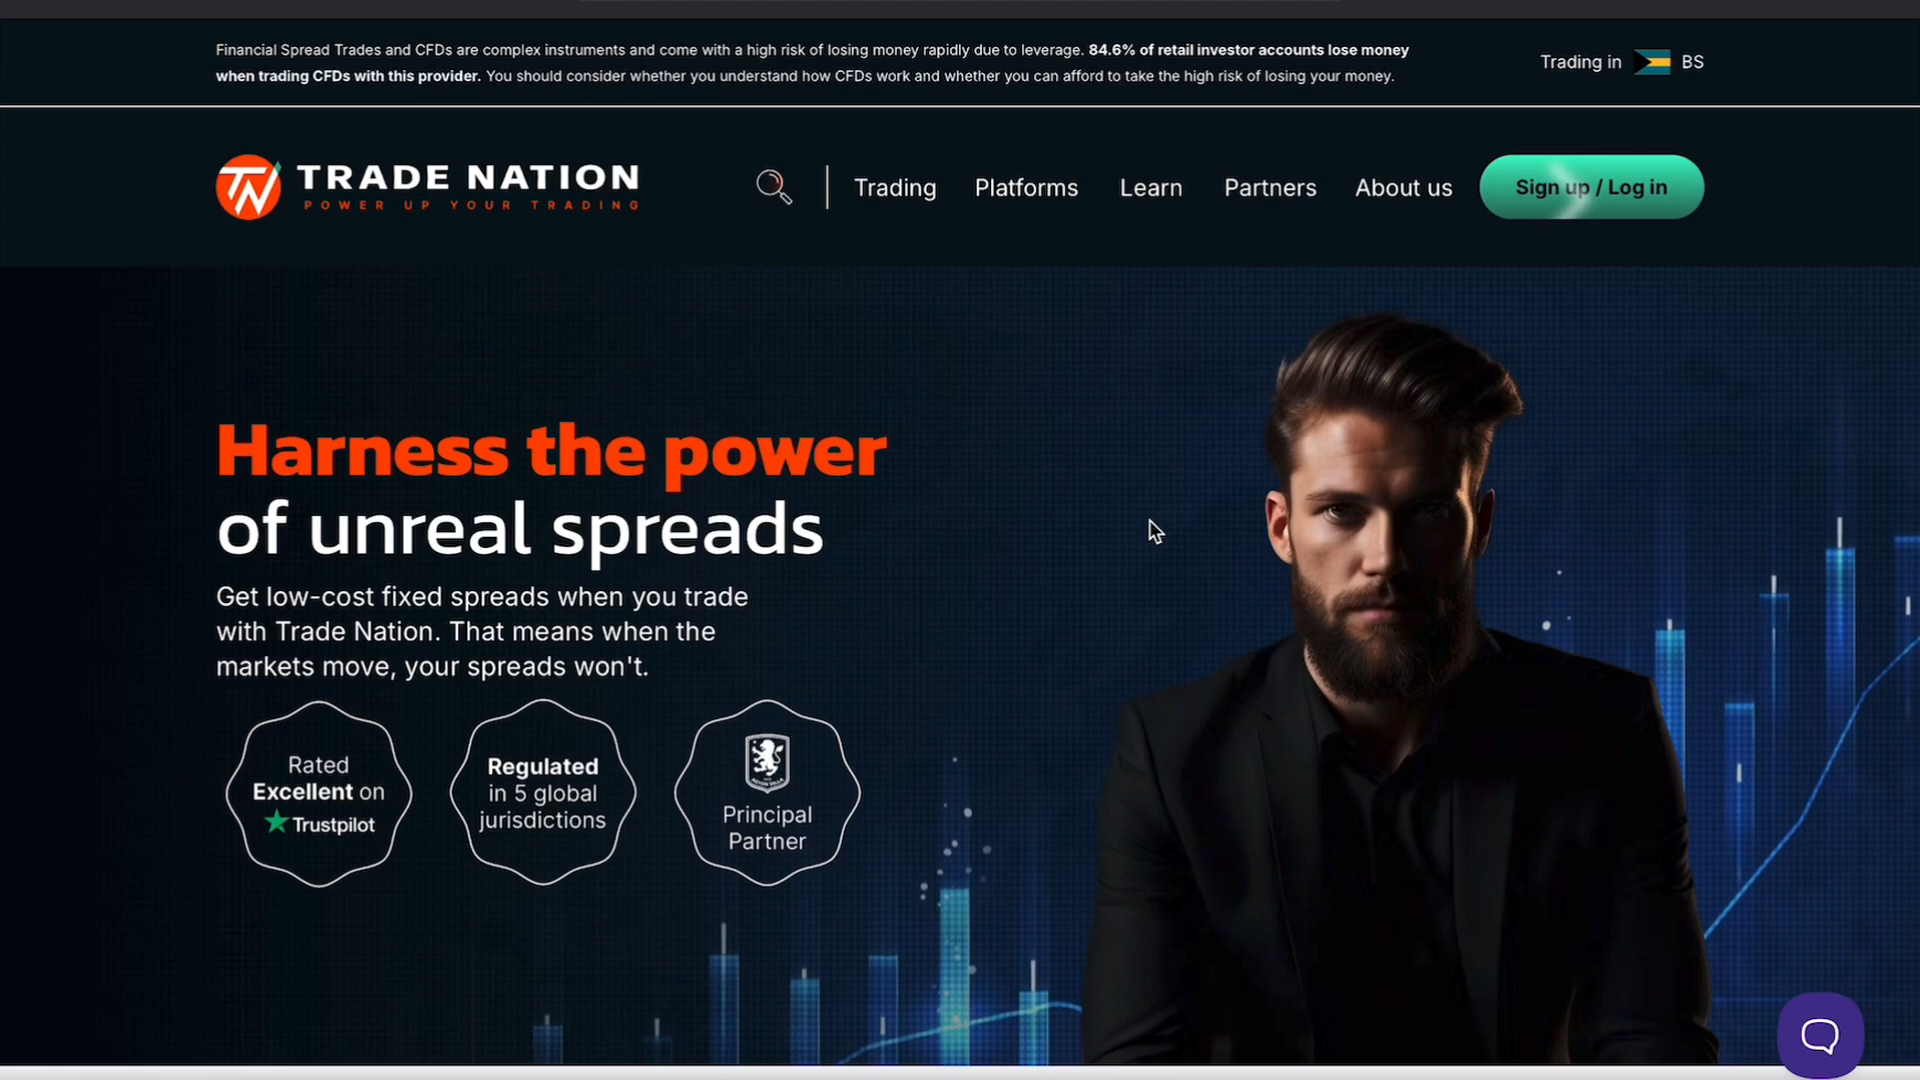 Financial Spread Trades and CFDs are complex instruments and come with a high risk of losing money rapidly due to leverage. 84.6% of retail investor accounts lose money
when trading CFDs with this provider. You should consider whether you understand how CFDs work and whether you can afford to take the high risk of losing your money.
Trading in BS
TRADE NATION
POWER UP YOUR TRADING
Trading
Platforms
Learn
Partners
About us
Sign up / Log in
Harness the power
of unreal spreads
Get low-cost fixed spreads when you trade
with Trade Nation. That means when the
markets move, your spreads won't.
Rated
Excellent on
Trustpilot
Regulated
in 5 global
jurisdictions
Principal
Partner